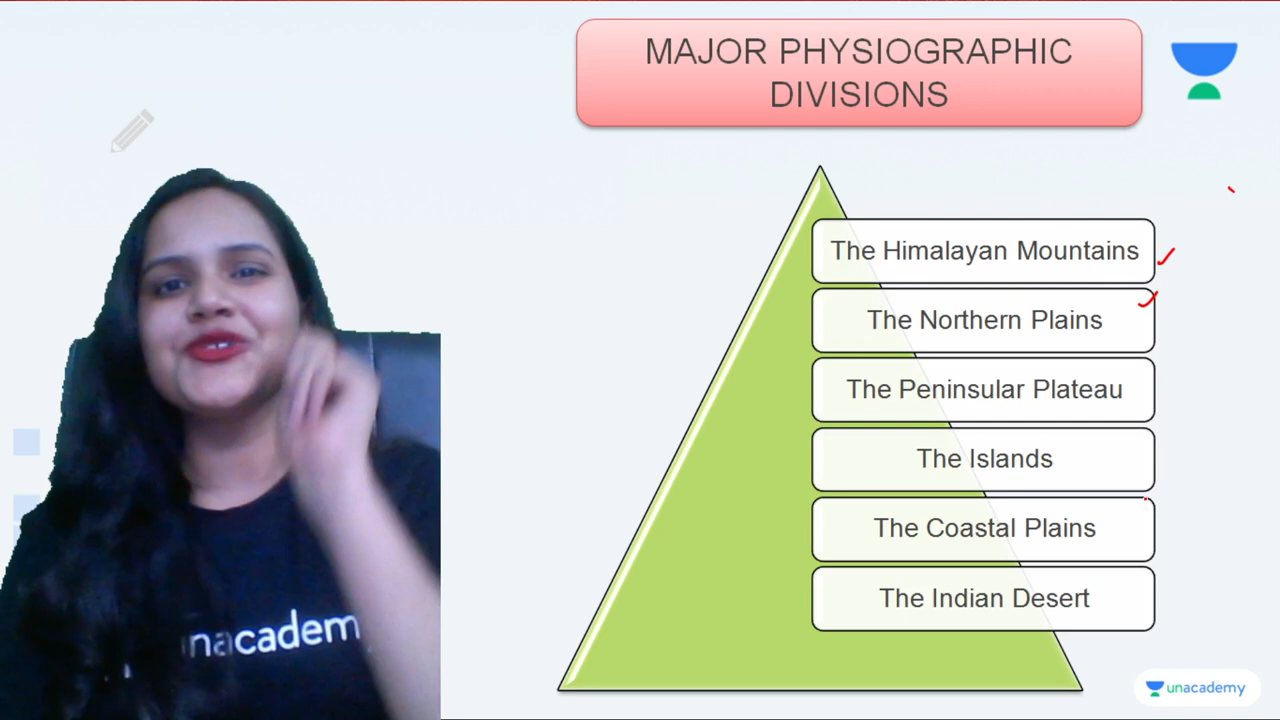 MAJOR PHYSIOGRAPHIC
DIVISIONS
The Himalayan Mountains
The Northern Plains
The Peninsular Plateau
The Islands
The Coastal Plains
The Indian Desert
unacadem
unacademy